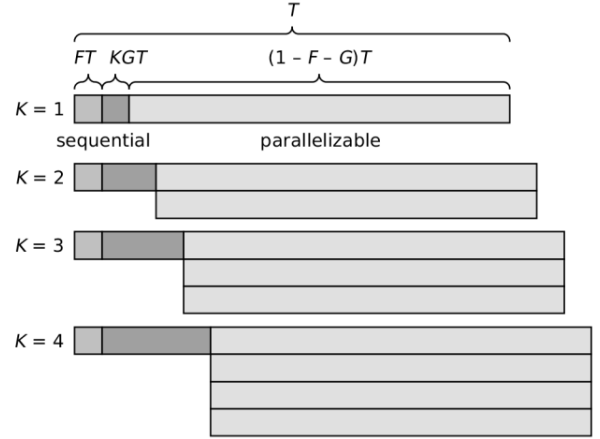 T
FT KGT (1 – F – G)T
K = 1
sequential parallelizable
K = 2
K = 3
K = 4